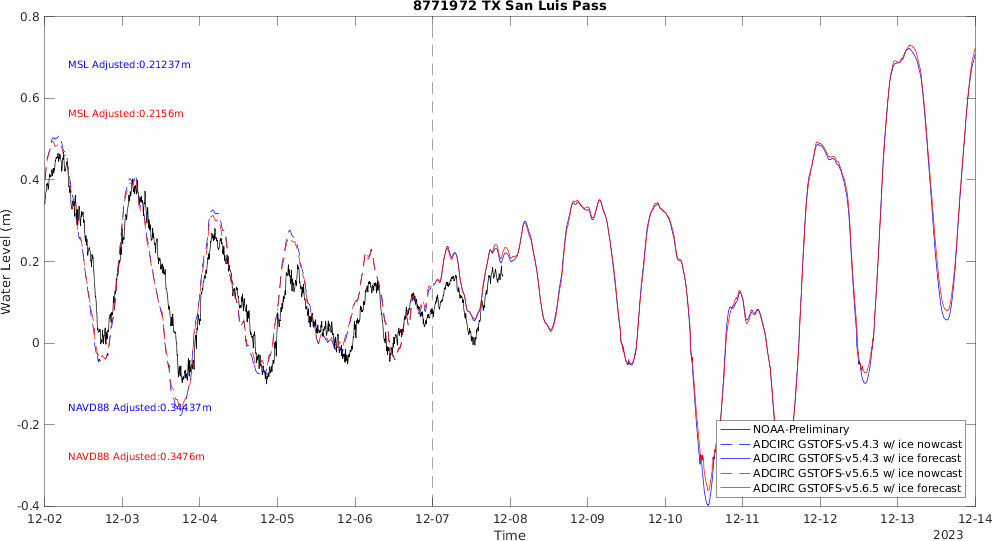 8771972 TX San Luis Pass
Water Level (m)
0.8
0.6
0.4
0.2
0
-0.2
-0.4
MSL Adjusted:0.21237m
MSL Adjusted:0.2156m
NAVD88 Adjusted:0.34437m
NAVD88 Adjusted:0.3476m
NOAA-Preliminary
ADCIRC GSTOFS-v5.4.3 w/ ice nowcast
ADCIRC GSTOFS-v5.4.3 w/ ice forecast
ADCIRC GSTOFS-v5.6.5 w/ ice nowcast
ADCIRC GSTOFS-v5.6.5 w/ ice forecast
12-02 12-03 12-04 12-05 12-06 12-07 12-08 12-09 12-10 12-11 12-12 12-13 12-14
Time
2023